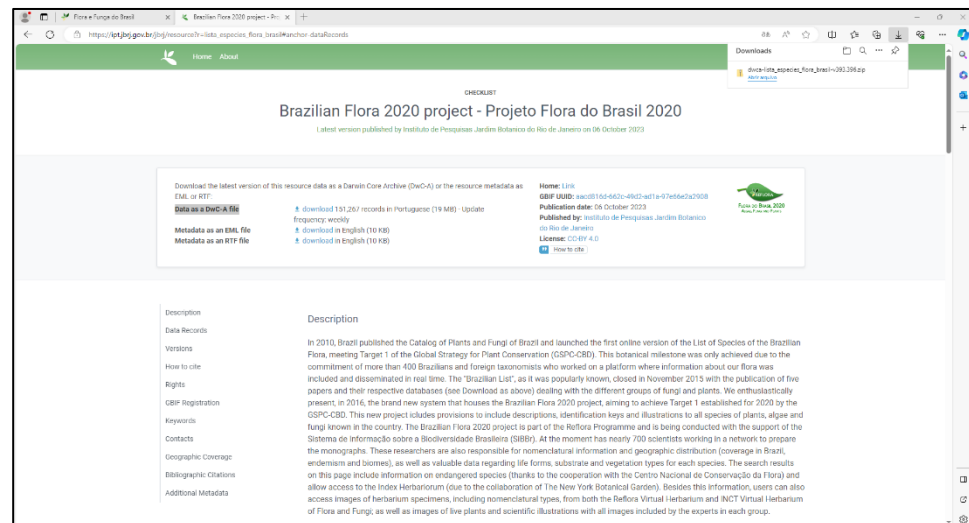 Flora e Funga do Brasil
Brazilian Flora 2020 project - Pro
https://ipt.jbrj.gov.br/jbrj/resource?r=lista_especies_flora_brasil#anchor-dataRecords
Downloads
dwca-lista_especies_flora_brasil-v393.396.zip
Abrir arquivo
Home About
CHECKLIST
Brazilian Flora 2020 project - Projeto Flora do Brasil 2020
Latest version published by Instituto de Pesquisas Jardim Botanico do Rio de Janeiro on 06 October 2023
Download the latest version of this resource data as a Darwin Core Archive (DwC-A) or the resource metadata as
EML or RTF:
Data as a DwC-A file download 151,267 records in Portuguese (19 MB) - Update
frequency: weekly
Metadata as an EML file download in English (10 KB)
Metadata as an RTF file download in English (10 KB)
Home: Link
GBIF UUID: aacd816d-662c-49d2-ad1a-97e66e2a2908
Publication date: 06 October 2023
Published by: Instituto de Pesquisas Jardim Botanico
do Rio de Janeiro
License: CC-BY 4.0
How to cite
FLORA DO BRASIL 2020
Description
Data Records
Versions
How to cite
Rights
GBIF Registration
Keywords
Contacts
Geographic Coverage
Bibliographic Citations
Additional Metadata
Description
In 2010, Brazil published the Catalog of Plants and Fungi of Brazil and launched the first online version of the List of Species of the Brazilian
Flora, meeting Target 1 of the Global Strategy for Plant Conservation (GSPC-CBD). This botanical milestone was only achieved due to the
commitment of more than 400 Brazilians and foreign taxonomists who worked on a platform where information about our flora was
included and disseminated in real time. The "Brazilian List", as it was popularly known, closed in November 2015 with the publication of five
papers and their respective databases (see Download as above) dealing with the different groups of fungi and plants. We enthusiastically
present, in 2016, the brand new system that houses the Brazilian Flora 2020 project, aiming to achieve Target 1 established for 2020 by the
GSPC-CBD. This new project icludes provisions to include descriptions, identification keys and illustrations to all species of plants, algae and
fungi known in the country. The Brazilian Flora 2020 project is part of the Reflora Programme and is being conducted with the support of the
Sistema de Informação sobre a Biodiversidade Brasileira (SiBBr). At the moment has nearly 700 scientists working in a network to prepare
the monographs. These researchers are also responsible for nomenclatural information and geographic distribution (coverage in Brazil,
endemism and biomes), as well as valuable data regarding life forms, substrate and vegetation types for each species. The search results
on this page include information on endangered species (thanks to the cooperation with the Centro Nacional de Conservação da Flora) and
allow access to the Index Herbariorum (due to the collaboration of The New York Botanical Garden). Besides this information, users can also
access images of herbarium specimens, including nomenclatural types, from both the Reflora Virtual Herbarium and INCT Virtual Herbarium
of Flora and Fungi; as well as images of live plants and scientific illustrations with all images included by the experts in each group.